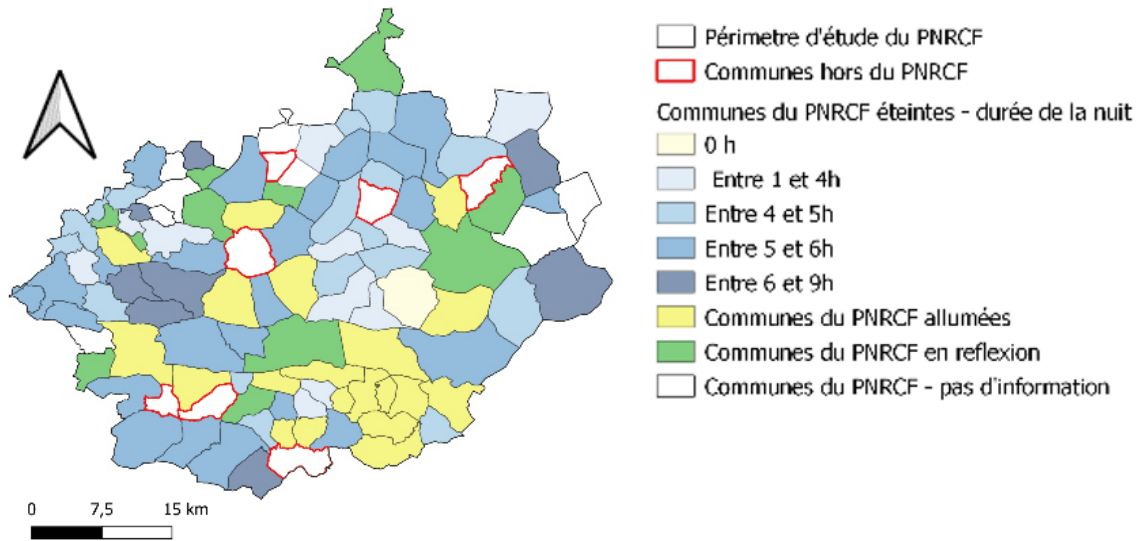 Périmetre d'étude du PNRCF
Communes hors du PNRCF
Communes du PNRCF éteintes - durée de la nuit
0 h
Entre 1 et 4h
Entre 4 et 5h
Entre 5 et 6h
Entre 6 et 9h
Communes du PNRCF allumées
Communes du PNRCF en reflexion
Communes du PNRCF - pas d'information
0 7,5 15 km